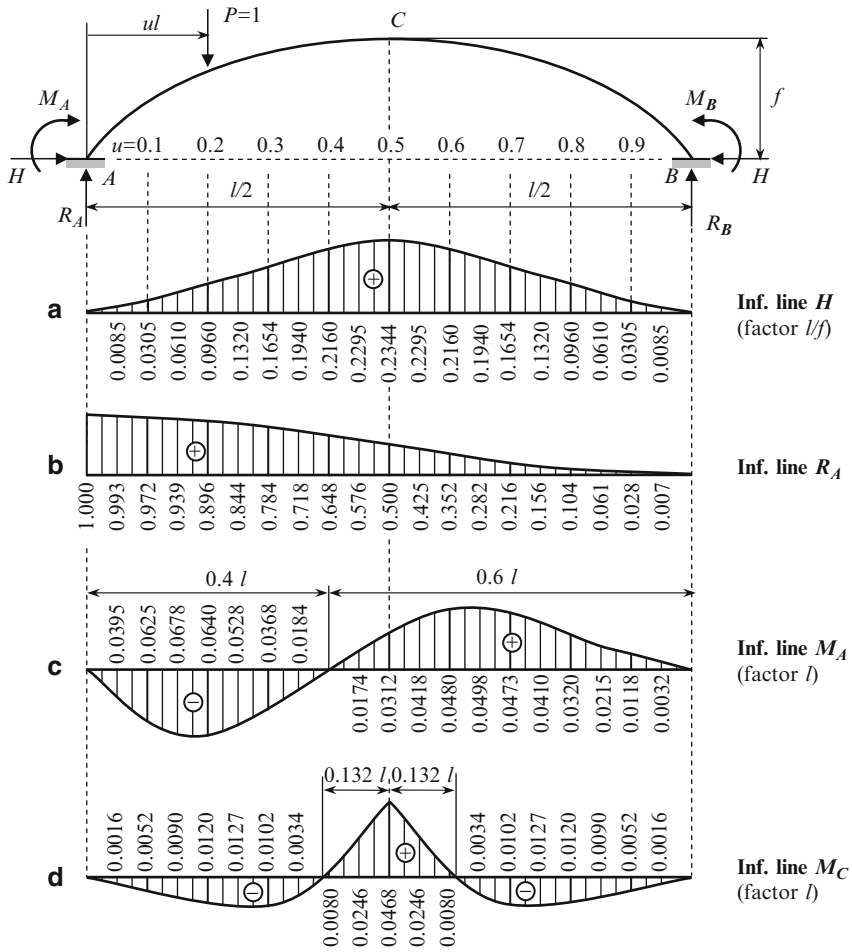 ul P=1 C
M_A M_B f
u=0.1 0.2 0.3 0.4 0.5 0.6 0.7 0.8 0.9
H A B H
l/2 l/2
R_A R_B
a + Inf. line H
(factor l/f)
0.0085 0.0305 0.0610 0.0960 0.1320 0.1654 0.1940 0.2160 0.2295 0.2344 0.2295 0.2160 0.1940 0.1654 0.1320 0.0960 0.0610 0.0305 0.0085
b + Inf. line R_A
1.000 0.993 0.972 0.939 0.896 0.844 0.784 0.718 0.648 0.576 0.500 0.425 0.352 0.282 0.216 0.156 0.104 0.061 0.028 0.007
0.4 l 0.6 l
0.0395 0.0625 0.0678 0.0640 0.0528 0.0368 0.0184
c − + Inf. line M_A
(factor l)
0.0174 0.0312 0.0418 0.0480 0.0498 0.0473 0.0410 0.0320 0.0215 0.0118 0.0032
0.132 l 0.132 l
0.0016 0.0052 0.0090 0.0120 0.0127 0.0102 0.0034 0.0034 0.0102 0.0127 0.0120 0.0090 0.0052 0.0016
d − + − Inf. line M_C
(factor l)
0.0080 0.0246 0.0468 0.0246 0.0080